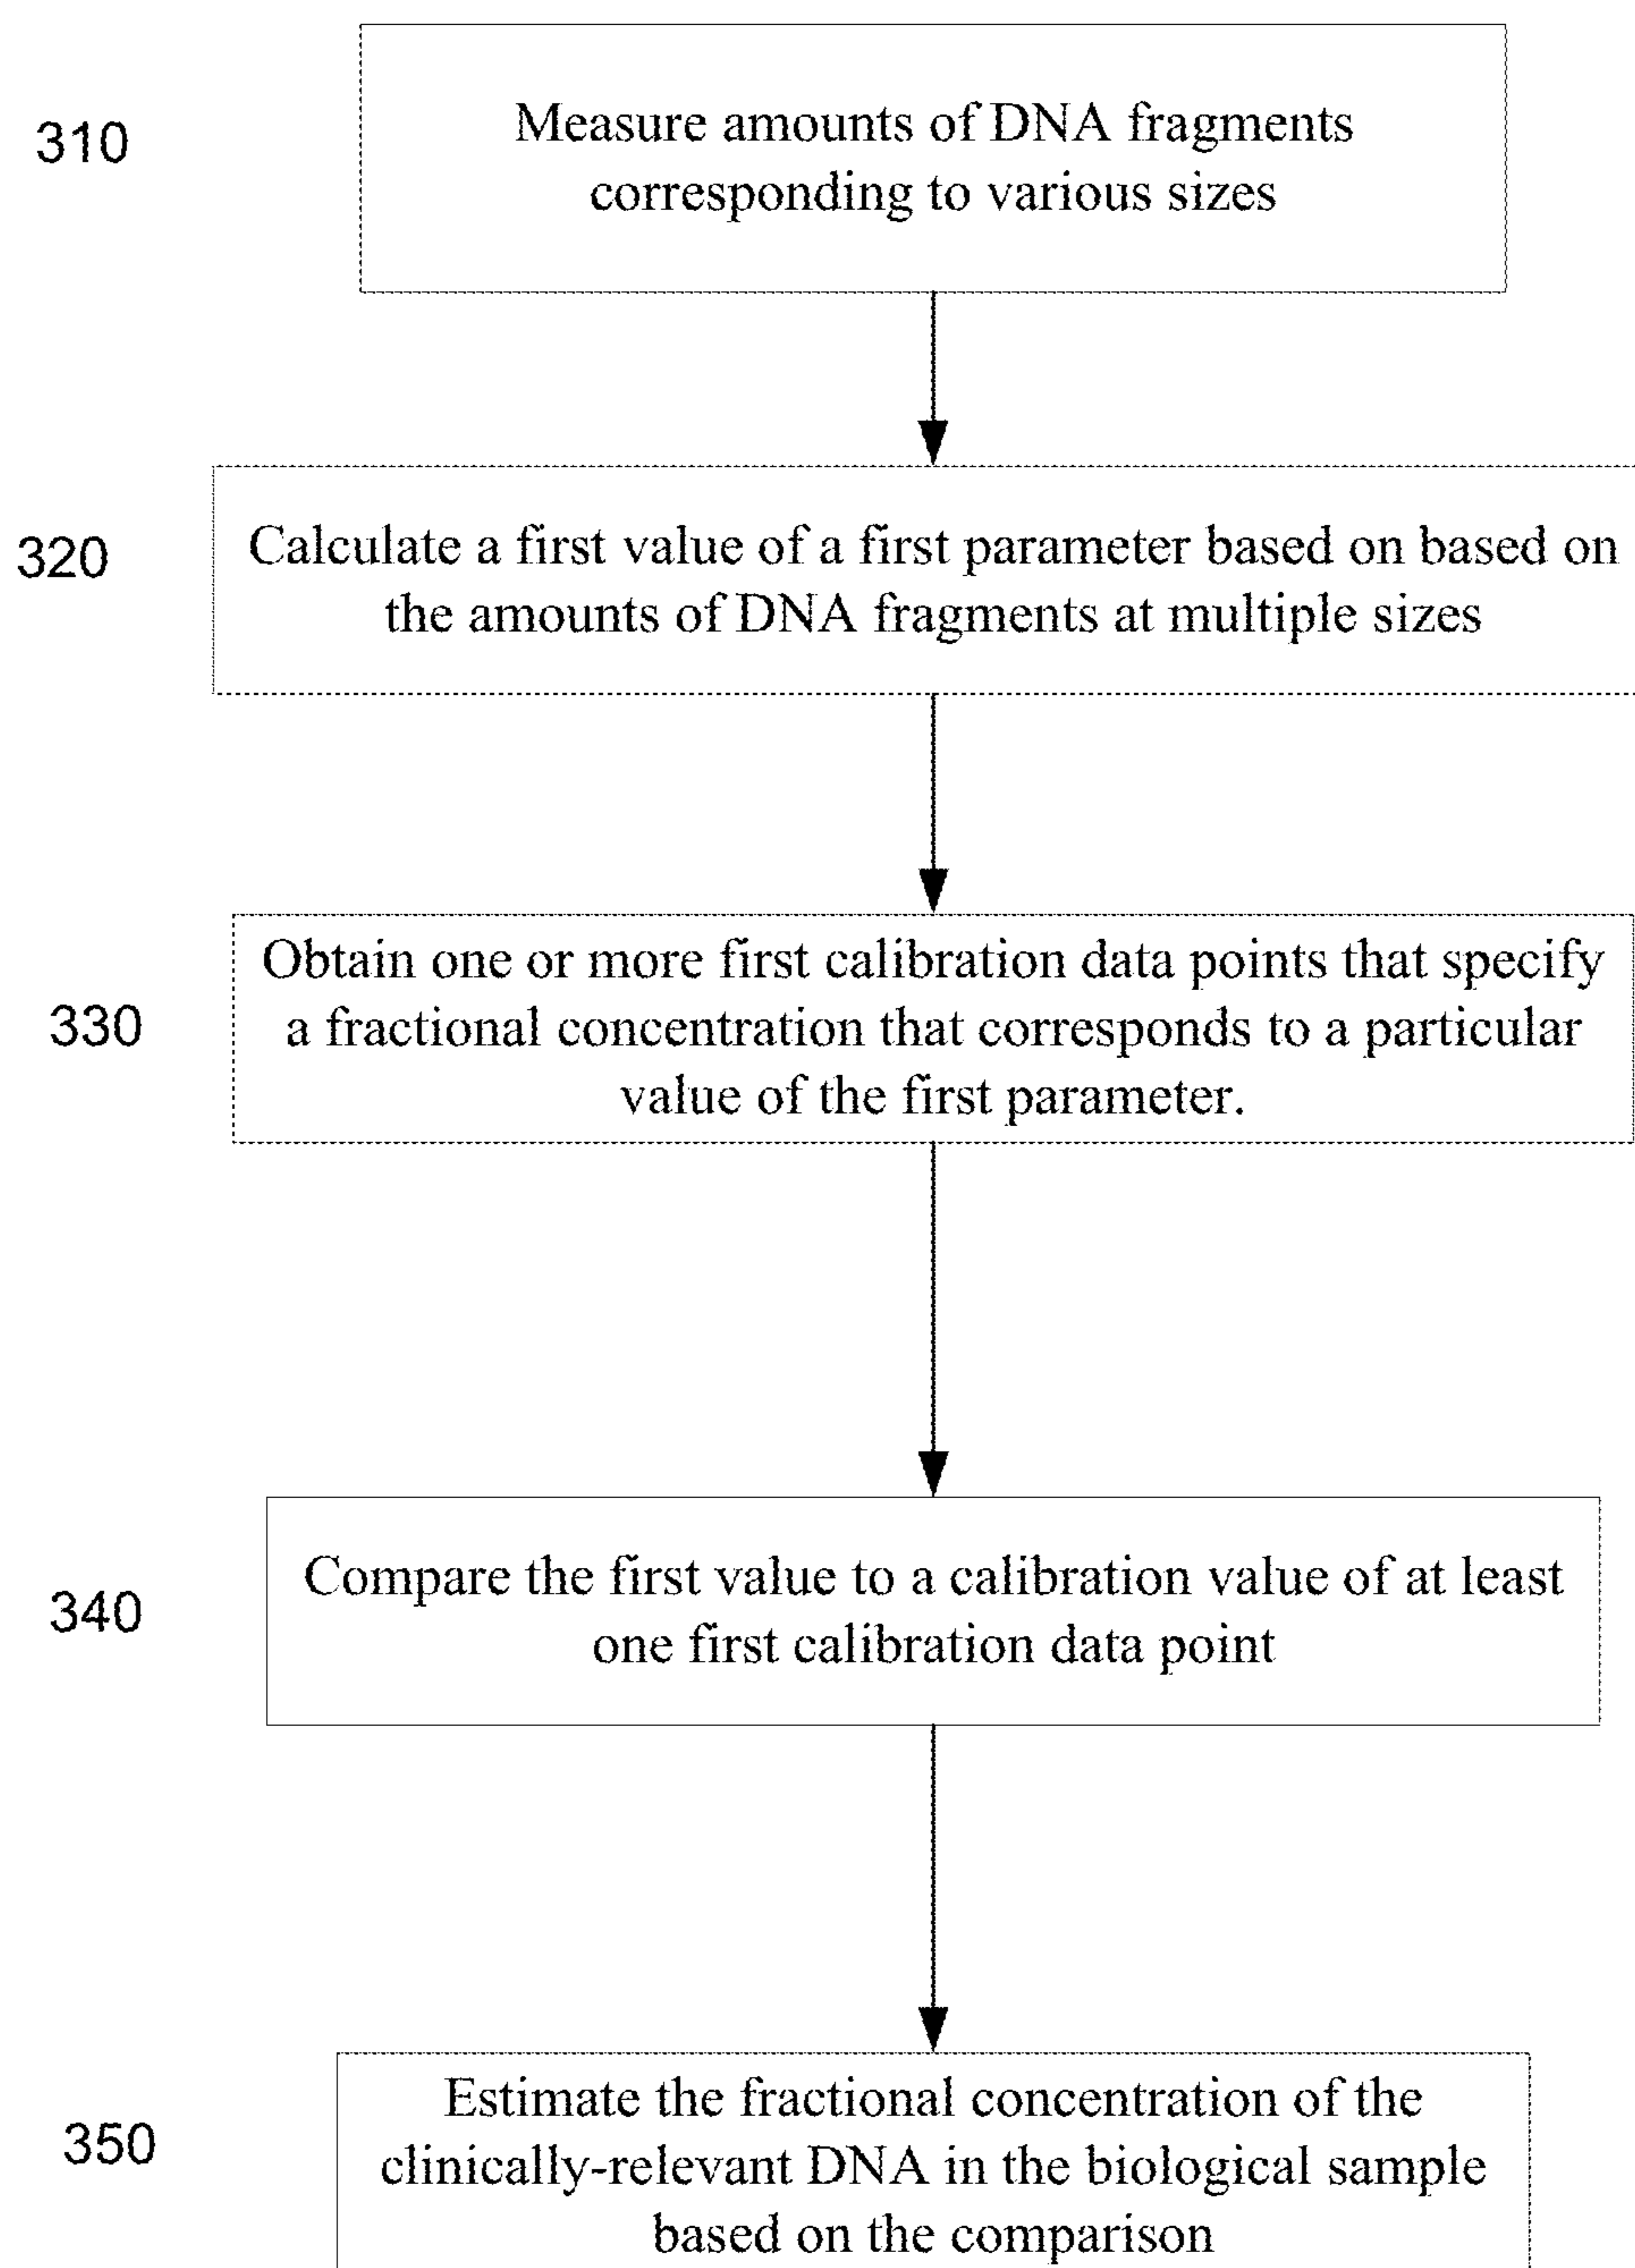 310
Measure amounts of DNA fragments
corresponding to various sizes
320
Calculate a first value of a first parameter based on based on
the amounts of DNA fragments at multiple sizes
330
Obtain one or more first calibration data points that specify
a fractional concentration that corresponds to a particular
value of the first parameter.
340
Compare the first value to a calibration value of at least
one first calibration data point
350
Estimate the fractional concentration of the
clinically-relevant DNA in the biological sample
based on the comparison